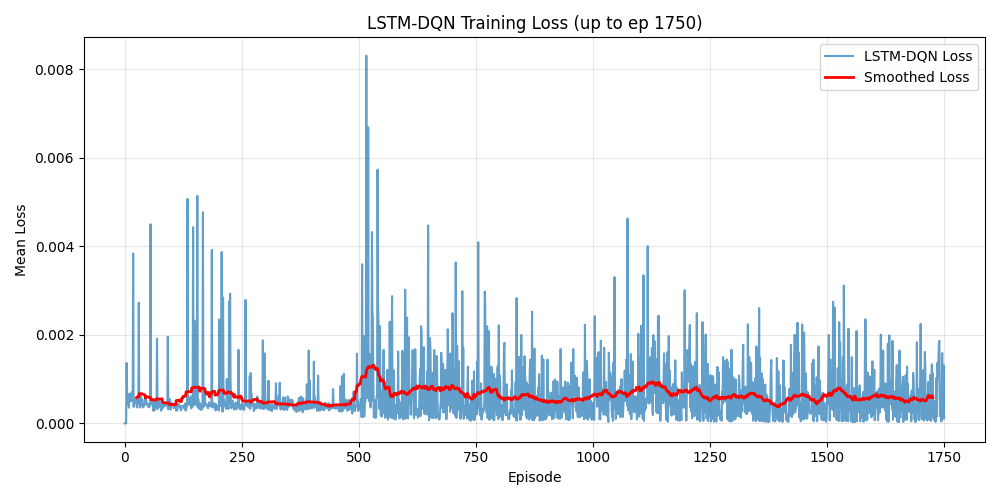 LSTM-DQN Training Loss (up to ep 1750)
LSTM-DQN Loss
Smoothed Loss
Mean Loss
0.008
0.006
0.004
0.002
0.000
0 250 500 750 1000 1250 1500 1750
Episode